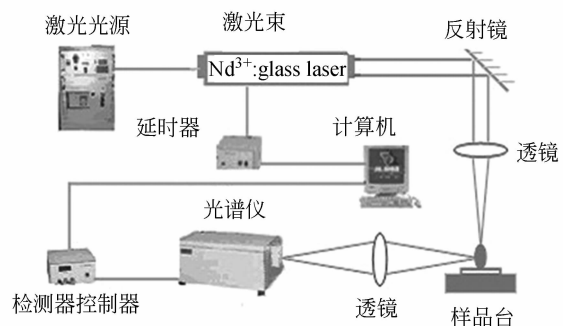 激光光源
激光束
反射镜
Nd3+:glass laser
延时器
计算机
透镜
光谱仪
检测器控制器
透镜
样品台